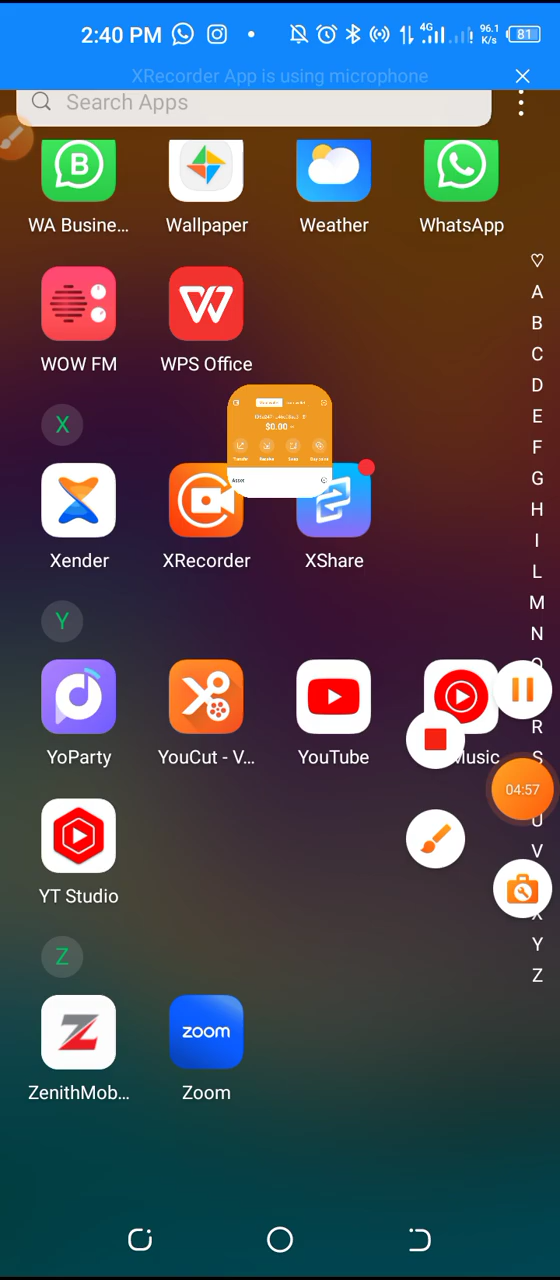 2:40 PM 4G 96.1 K/s 81
XRecorder App is using microphone
Search Apps
B
WA Busine... Wallpaper Weather WhatsApp
♡
A
B
C
D
E
F
G
H
I
L
M
N
R
S
U
V
X
Y
Z
WOW FM WPS Office
X
$0.00
Asset
Xender XRecorder XShare
Y
YoParty YouCut - V... YouTube Music
04:57
YT Studio
Z
zoom
ZenithMob... Zoom